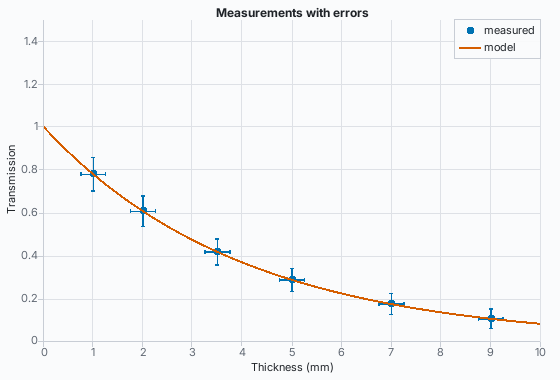 Measurements with errors
measured
model
Transmission
1.4
1.2
1
0.8
0.6
0.4
0.2
0
0 1 2 3 4 5 6 7 8 9 10
Thickness (mm)